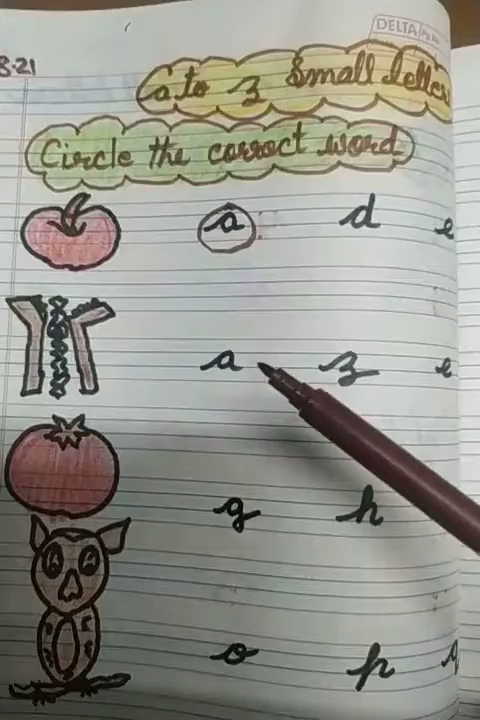 DELTA
8.21
a to z Small letters
Circle the correct word
a d e
a z e
g h
o p q